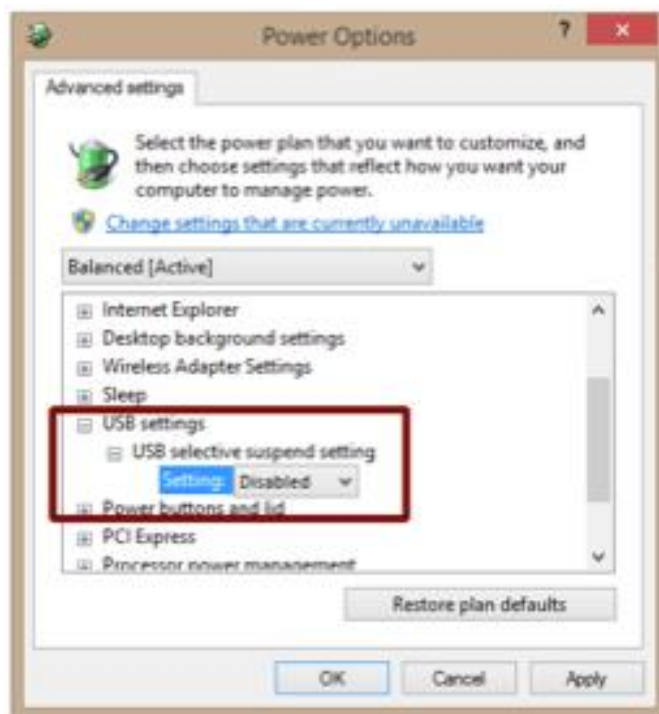 Power Options
?
Advanced settings
Select the power plan that you want to customize, and
then choose settings that reflect how you want your
computer to manage power.
Change settings that are currently unavailable
Balanced [Active]
Internet Explorer
Desktop background settings
Wireless Adapter Settings
Sleep
USB settings
USB selective suspend setting
Setting: Disabled
Power buttons and lid
PCI Express
Processor power management
Restore plan defaults
OK Cancel Apply